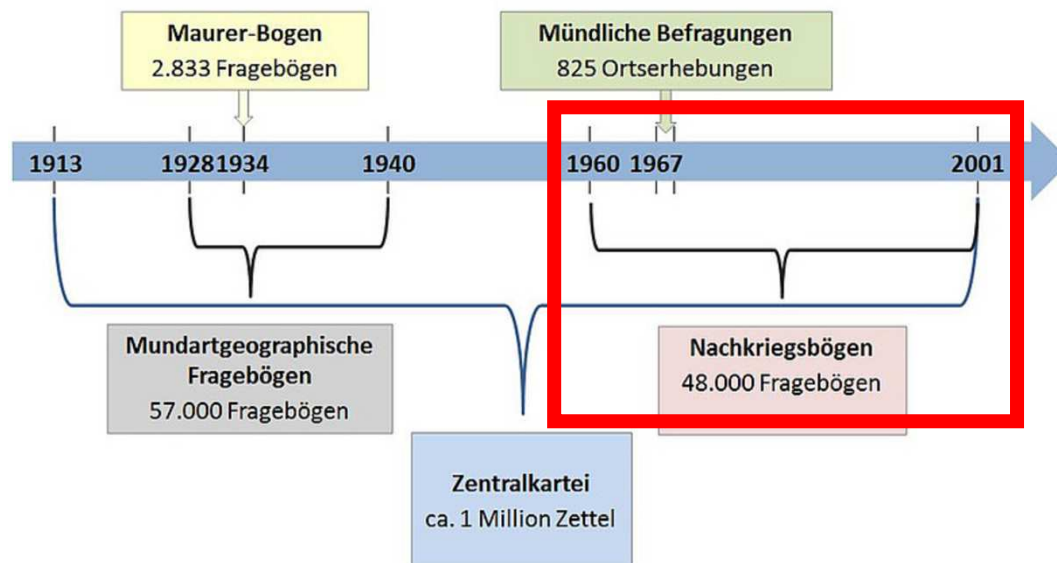 Maurer-Bogen
2.833 Fragebögen
Mündliche Befragungen
825 Ortserhebungen
1913 1928 1934 1940 1960 1967 2001
Mundartgeographische
Fragebögen
57.000 Fragebögen
Nachkriegsbögen
48.000 Fragebögen
Zentralkartei
ca. 1 Million Zettel